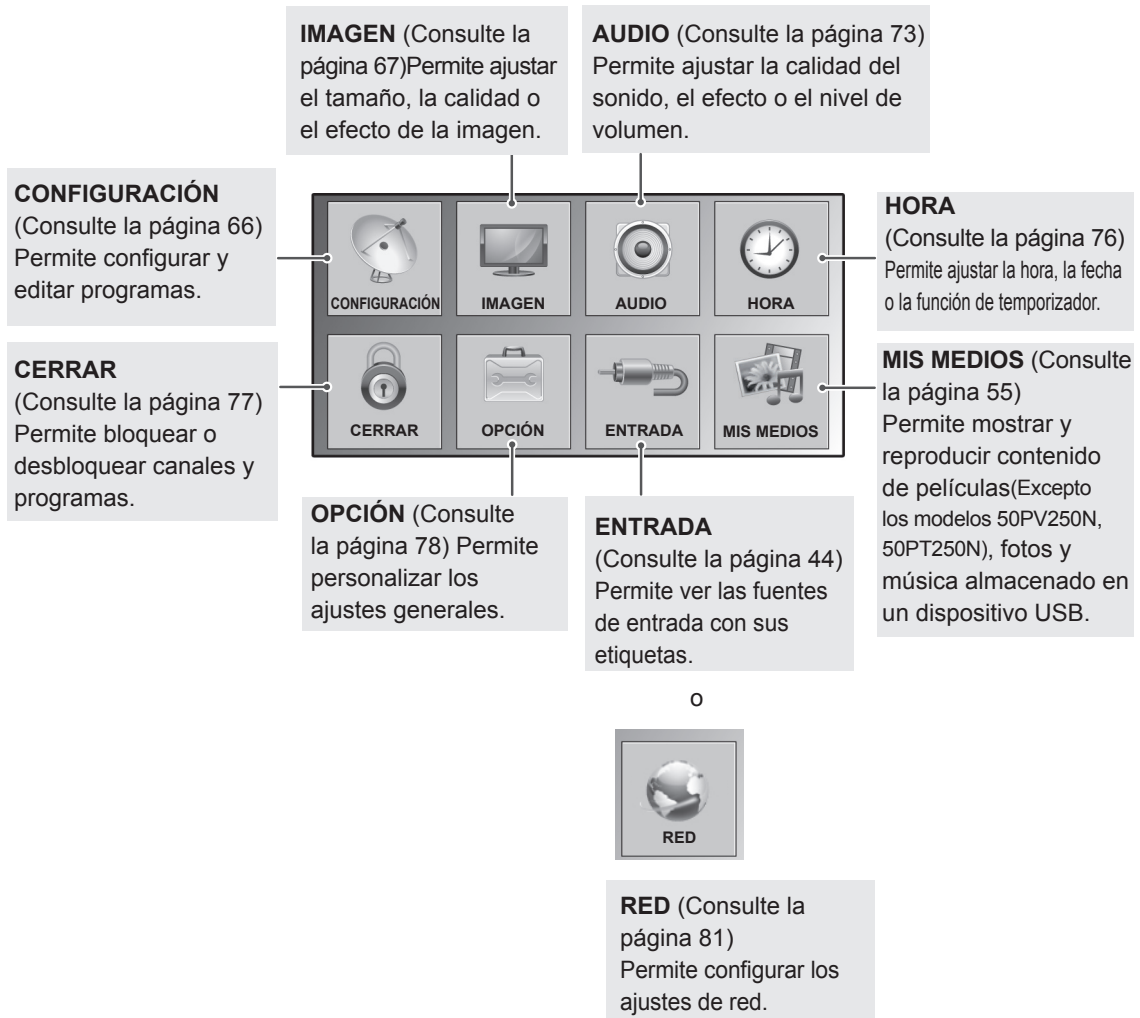 IMAGEN (Consulte la
página 67)Permite ajustar
el tamaño, la calidad o
el efecto de la imagen.
AUDIO (Consulte la página 73)
Permite ajustar la calidad del
sonido, el efecto o el nivel de
volumen.
CONFIGURACIÓN
(Consulte la página 66)
Permite configurar y
editar programas.
CERRAR
(Consulte la página 77)
Permite bloquear o
desbloquear canales y
programas.
CONFIGURACIÓN
IMAGEN
AUDIO
HORA
CERRAR
OPCIÓN
ENTRADA
MIS MEDIOS
HORA
(Consulte la página 76)
Permite ajustar la hora, la fecha
o la función de temporizador.
MIS MEDIOS (Consulte
la página 55)
Permite mostrar y
reproducir contenido
de películas(Excepto
los modelos 50PV250N,
50PT250N), fotos y
música almacenado en
un dispositivo USB.
OPCIÓN (Consulte
la página 78) Permite
personalizar los
ajustes generales.
ENTRADA
(Consulte la página 44)
Permite ver las fuentes
de entrada con sus
etiquetas.
o
RED
RED (Consulte la
página 81)
Permite configurar los
ajustes de red.